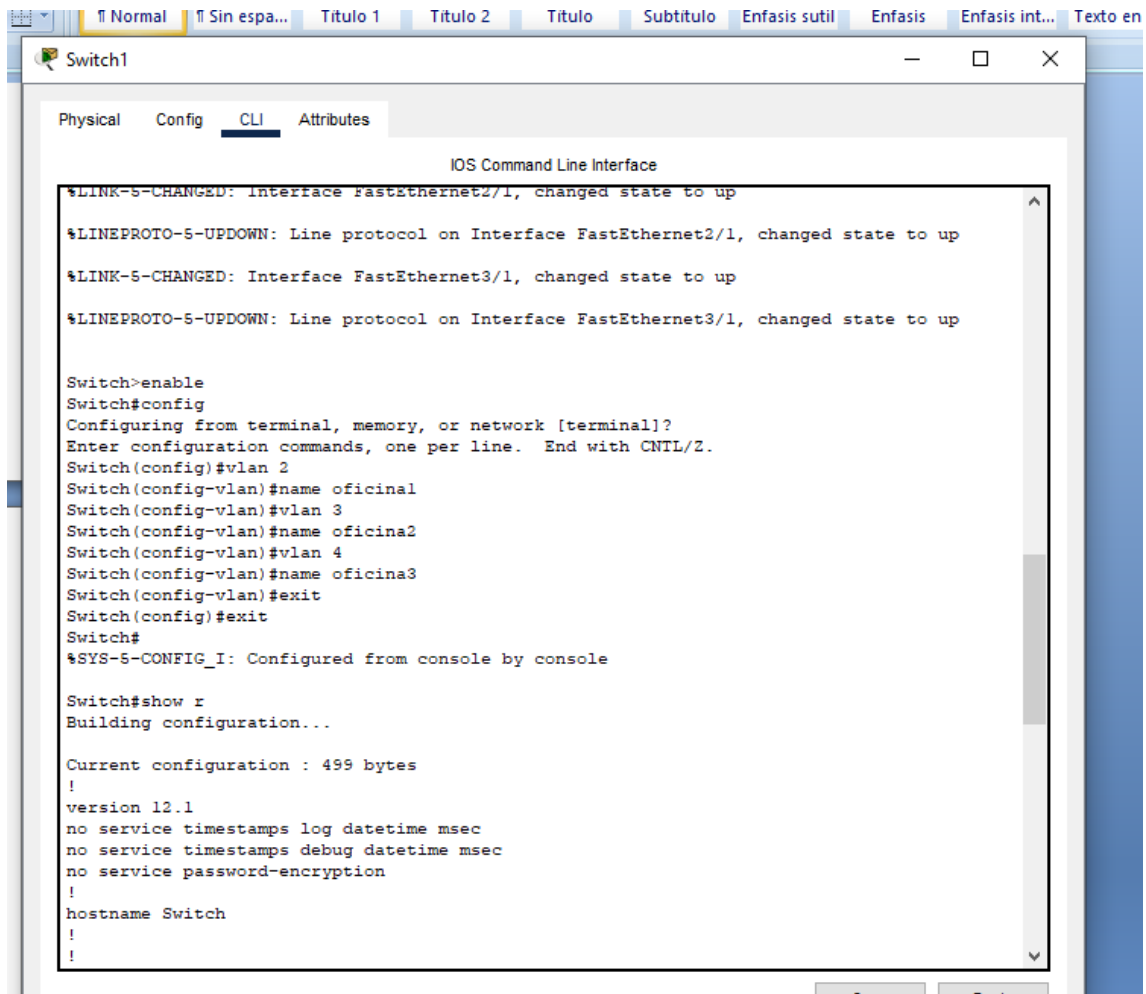 ¶ Normal ¶ Sin espa... Título 1 Título 2 Título Subtítulo Énfasis sutil Énfasis Énfasis int... Texto en
Switch1
Physical Config CLI Attributes
IOS Command Line Interface
%LINK-5-CHANGED: Interface FastEthernet2/1, changed state to up
%LINEPROTO-5-UPDOWN: Line protocol on Interface FastEthernet2/1, changed state to up
%LINK-5-CHANGED: Interface FastEthernet3/1, changed state to up
%LINEPROTO-5-UPDOWN: Line protocol on Interface FastEthernet3/1, changed state to up
Switch>enable
Switch#config
Configuring from terminal, memory, or network [terminal]?
Enter configuration commands, one per line.  End with CNTL/Z.
Switch(config)#vlan 2
Switch(config-vlan)#name oficina1
Switch(config-vlan)#vlan 3
Switch(config-vlan)#name oficina2
Switch(config-vlan)#vlan 4
Switch(config-vlan)#name oficina3
Switch(config-vlan)#exit
Switch(config)#exit
Switch#
%SYS-5-CONFIG_I: Configured from console by console
Switch#show r
Building configuration...
Current configuration : 499 bytes
!
version 12.1
no service timestamps log datetime msec
no service timestamps debug datetime msec
no service password-encryption
!
hostname Switch
!
!